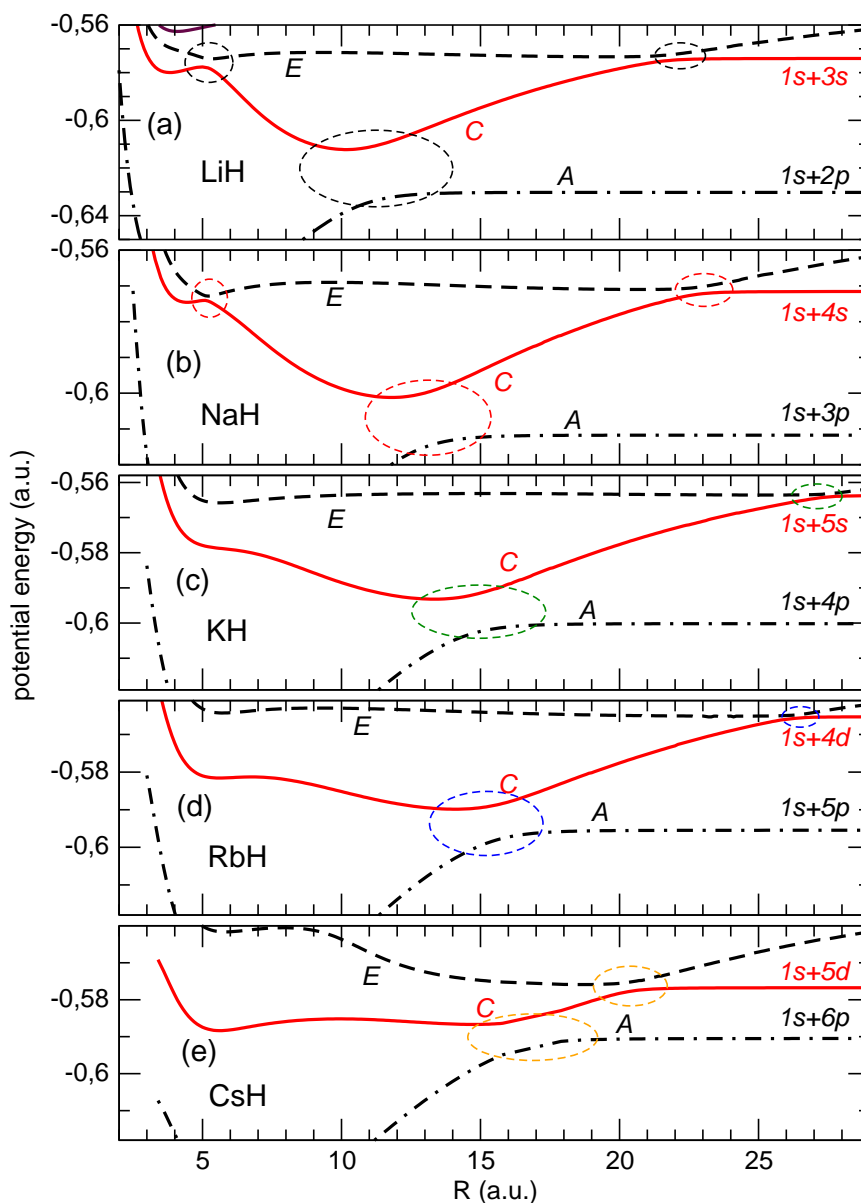 potential energy (a.u.)
-0,56
-0,6
-0,64
(a)
LiH
E
C
A
1s+3s
1s+2p
-0,56
-0,6
(b)
NaH
E
C
A
1s+4s
1s+3p
-0,56
-0,58
-0,6
(c)
KH
E
C
A
1s+5s
1s+4p
-0,58
-0,6
(d)
RbH
E
C
A
1s+4d
1s+5p
-0,58
-0,6
(e)
CsH
E
C
A
1s+5d
1s+6p
5 10 15 20 25
R (a.u.)